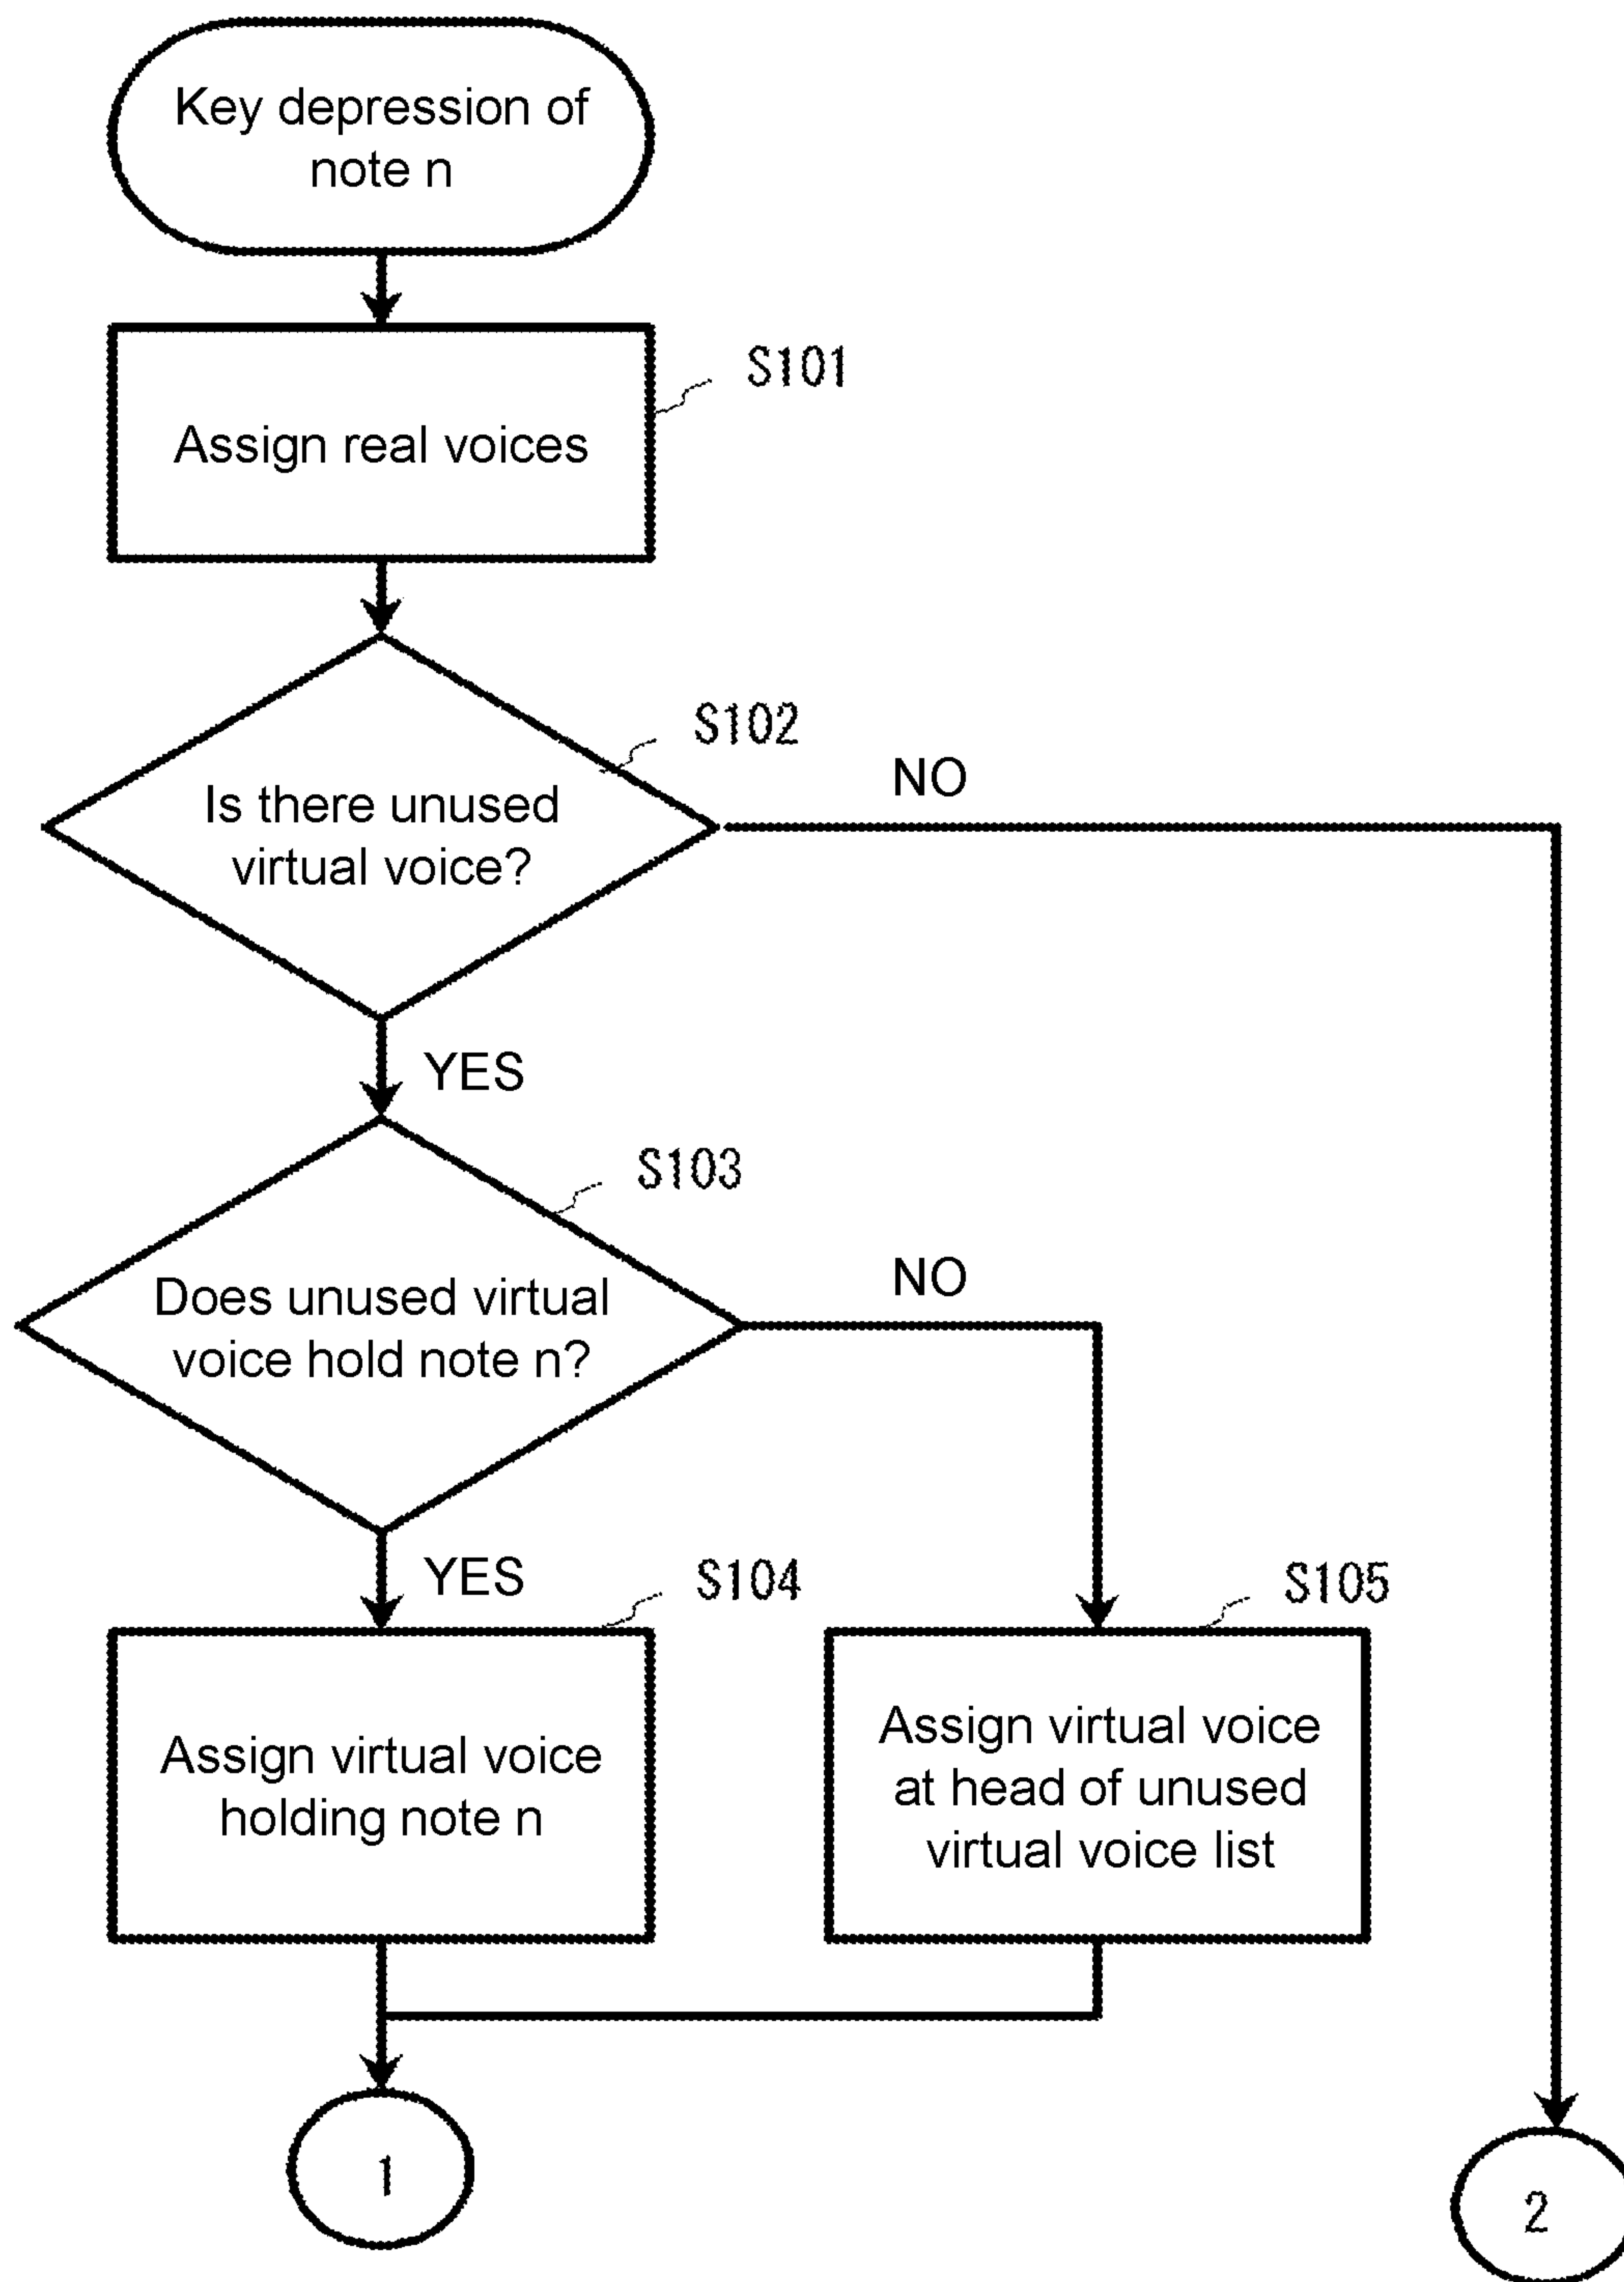 Key depression of
note n
S101
Assign real voices
S102
Is there unused
virtual voice?
NO
YES
S103
Does unused virtual
voice hold note n?
NO
YES
S104
Assign virtual voice
holding note n
S105
Assign virtual voice
at head of unused
virtual voice list
1
2